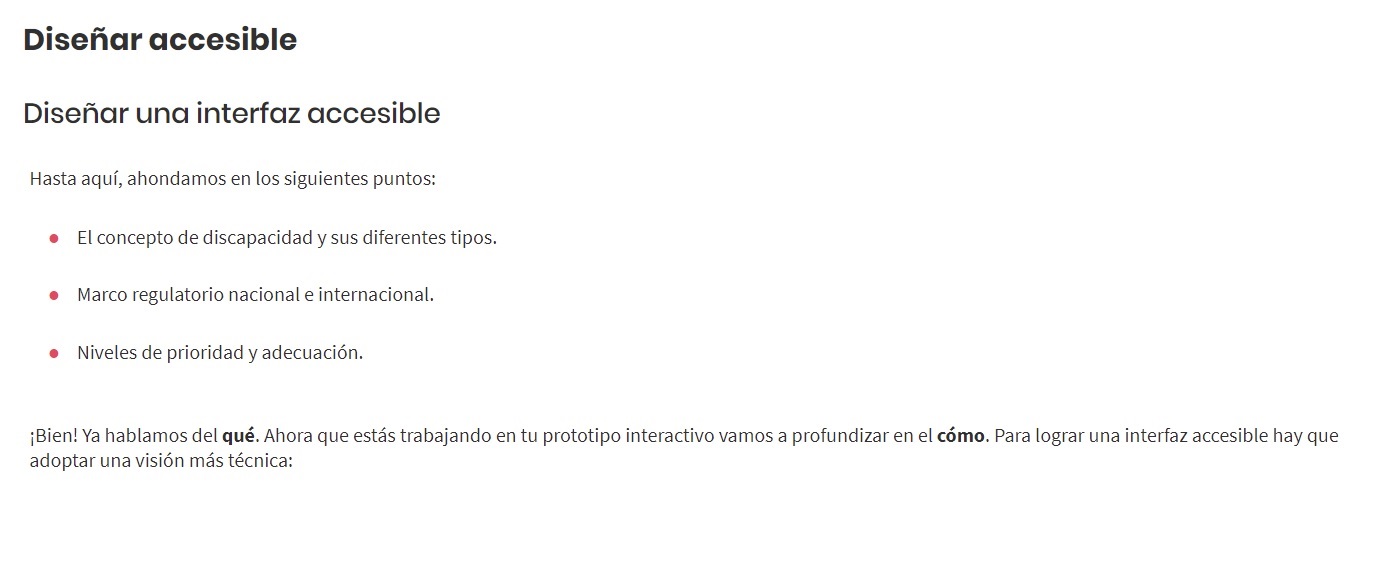 Diseñar accesible
Diseñar una interfaz accesible
Hasta aquí, ahondamos en los siguientes puntos:
El concepto de discapacidad y sus diferentes tipos.
Marco regulatorio nacional e internacional.
Niveles de prioridad y adecuación.
¡Bien! Ya hablamos del qué. Ahora que estás trabajando en tu prototipo interactivo vamos a profundizar en el cómo. Para lograr una interfaz accesible hay que
adoptar una visión más técnica: